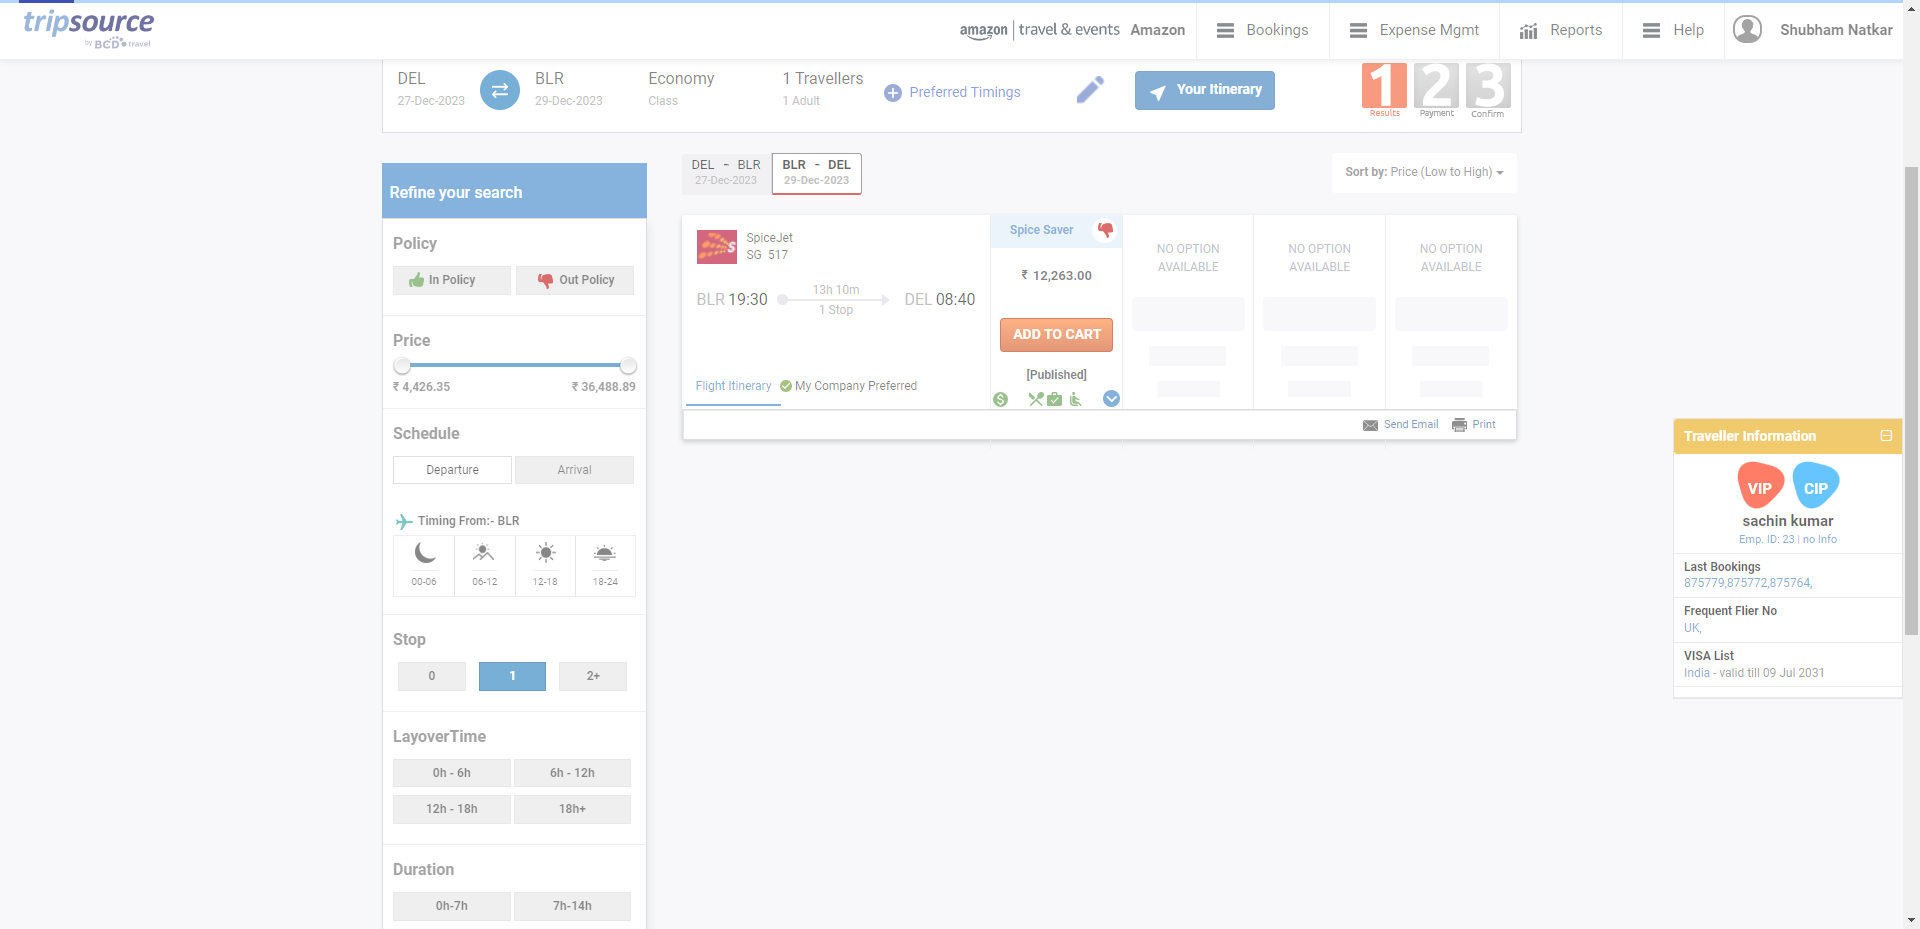 tripsource
by BCD travel
amazon | travel & events Amazon
Bookings
Expense Mgmt
Reports
Help
Shubham Natkar
DEL
27-Dec-2023
BLR
29-Dec-2023
Economy
Class
1 Travellers
1 Adult
Preferred Timings
Your Itinerary
1 2 3
Results Payment Confirm
DEL - BLR
27-Dec-2023
BLR - DEL
29-Dec-2023
Sort by: Price (Low to High)
Refine your search
Policy
In Policy
Out Policy
Price
₹ 4,426.35
₹ 36,488.89
Schedule
Departure
Arrival
Timing From:- BLR
00-06
06-12
12-18
18-24
Stop
0
1
2+
LayoverTime
0h - 6h
6h - 12h
12h - 18h
18h+
Duration
0h-7h
7h-14h
SpiceJet
SG 517
BLR 19:30
13h 10m
1 Stop
DEL 08:40
Flight Itinerary
My Company Preferred
Spice Saver
₹ 12,263.00
ADD TO CART
[Published]
NO OPTION
AVAILABLE
NO OPTION
AVAILABLE
NO OPTION
AVAILABLE
Send Email
Print
Traveller Information
VIP
CIP
sachin kumar
Emp. ID: 23 | no Info
Last Bookings
875779,875772,875764,
Frequent Flier No
UK,
VISA List
India - valid till 09 Jul 2031